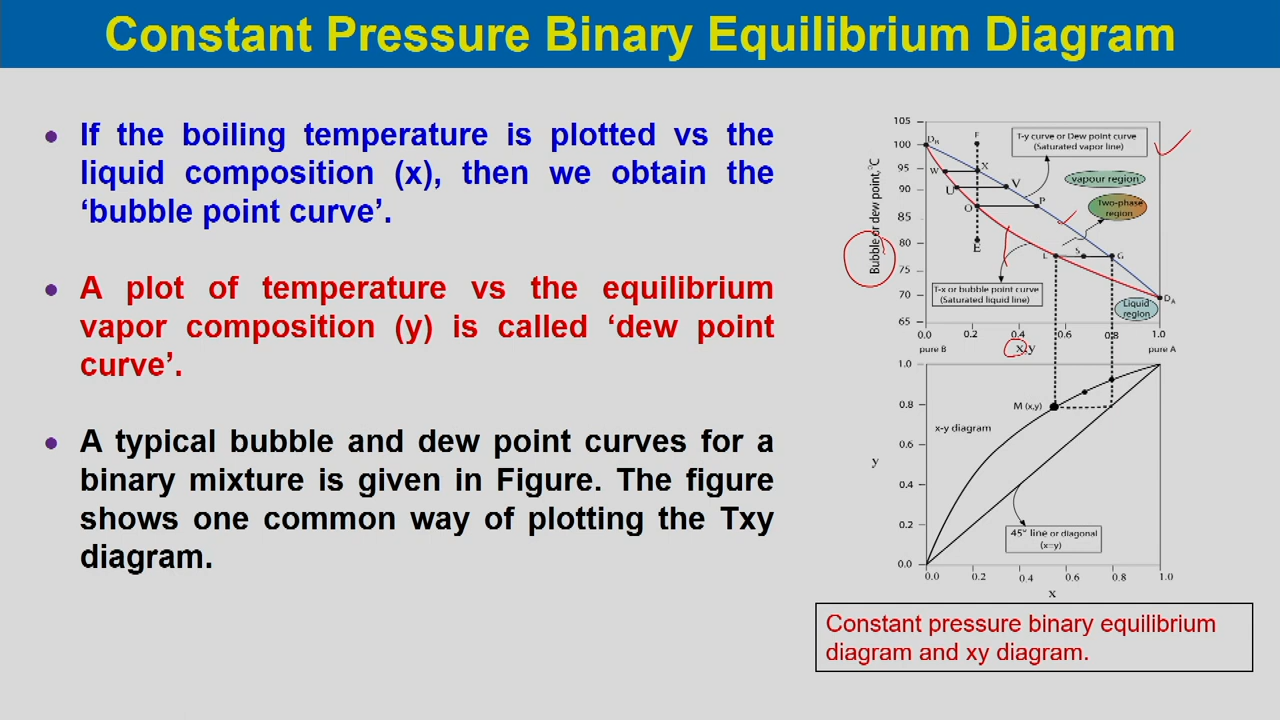 Constant Pressure Binary Equilibrium Diagram
If the boiling temperature is plotted vs the
liquid composition (x), then we obtain the
‘bubble point curve’.
A plot of temperature vs the equilibrium
vapor composition (y) is called ‘dew point
curve’.
A typical bubble and dew point curves for a
binary mixture is given in Figure. The figure
shows one common way of plotting the Txy
diagram.
Bubble or dew point, °C
105
100
95
90
85
80
75
70
65
D_B
F
W
X
U
V
O
P
E
L
S
G
D_A
T-y curve or Dew point curve
(Saturated vapor line)
vapour region
Two-phase
region
T-x or bubble point curve
(Saturated liquid line)
Liquid
region
0.0 0.2 0.4 0.6 0.8 1.0
pure B x,y pure A
1.0
0.8
0.6
y
0.4
0.2
0.0
M (x,y)
x-y diagram
45° line or diagonal
(x=y)
0.0 0.2 0.4 0.6 0.8 1.0
x
Constant pressure binary equilibrium
diagram and xy diagram.